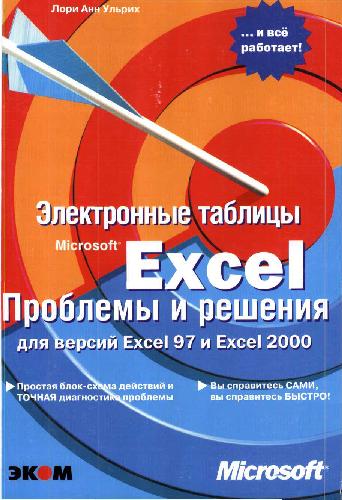 Лори Анн Ульрих
... и всё
работает!
Электронные таблицы
Microsoft®
Excel
Проблемы и решения
для версий Excel 97 и Excel 2000
Простая блок-схема действий и
ТОЧНАЯ диагностика проблемы
Вы справитесь САМИ,
вы справитесь БЫСТРО!
ЭКОМ
Microsoft®